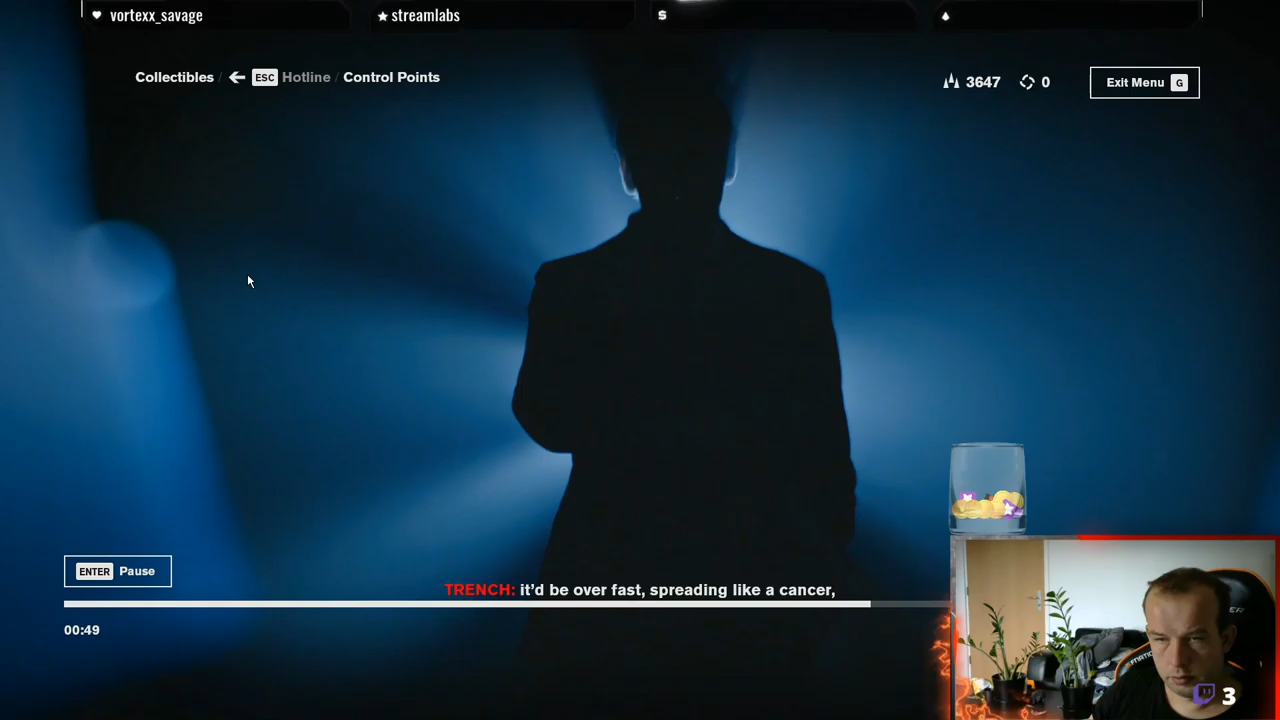 vortexx_savage
streamlabs
Collectibles / ESC Hotline / Control Points
3647
0
Exit Menu G
ENTER Pause
TRENCH: it'd be over fast, spreading like a cancer,
00:49
3